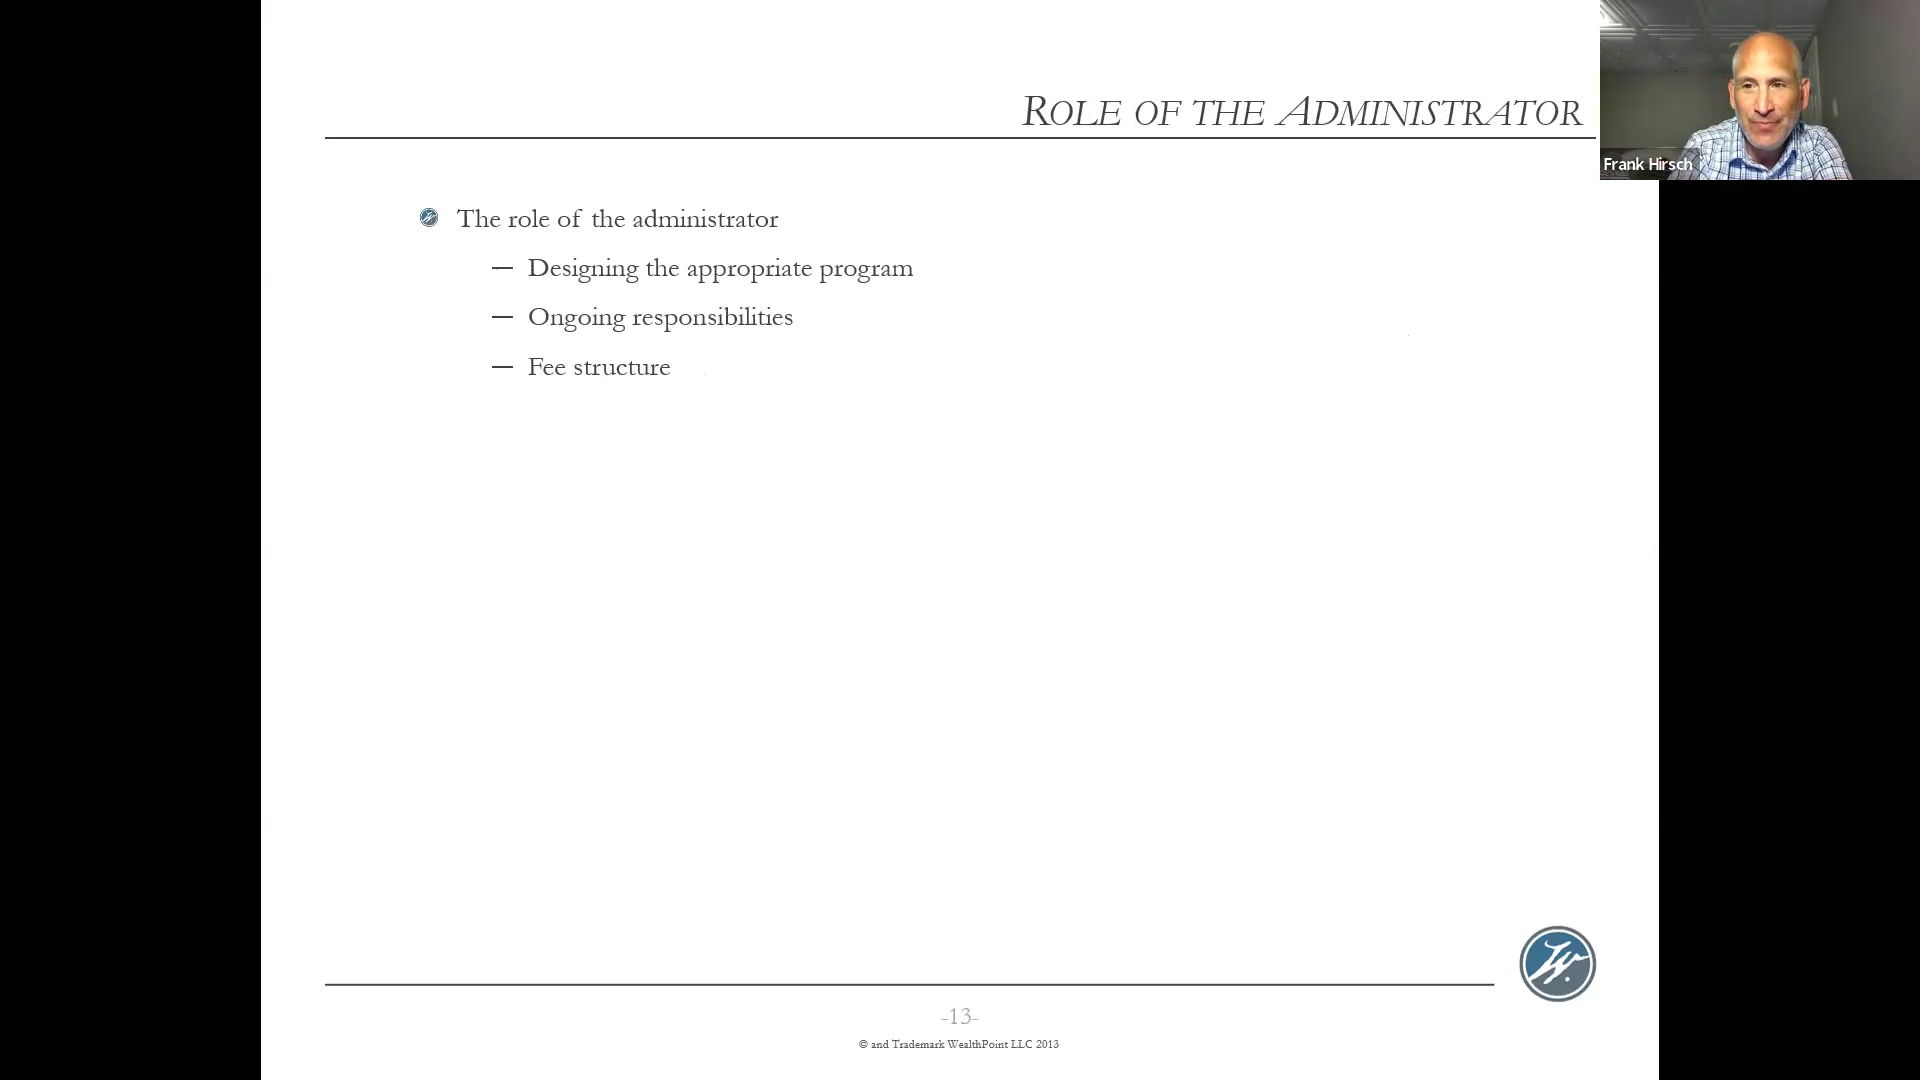 ROLE OF THE ADMINISTRATOR
Frank Hirsch
The role of the administrator
— Designing the appropriate program
— Ongoing responsibilities
— Fee structure
-13-
© and Trademark WealthPoint LLC 2013